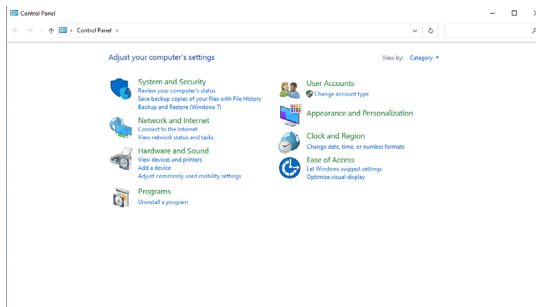 Control Panel
Control Panel
Adjust your computer's settings
View by: Category
System and Security
Review your computer's status
Save backup copies of your files with File History
Backup and Restore (Windows 7)
Network and Internet
Connect to the Internet
View network status and tasks
Hardware and Sound
View devices and printers
Add a device
Adjust commonly used mobility settings
Programs
Uninstall a program
User Accounts
Change account type
Appearance and Personalization
Clock and Region
Change date, time, or number formats
Ease of Access
Let Windows suggest settings
Optimize visual display